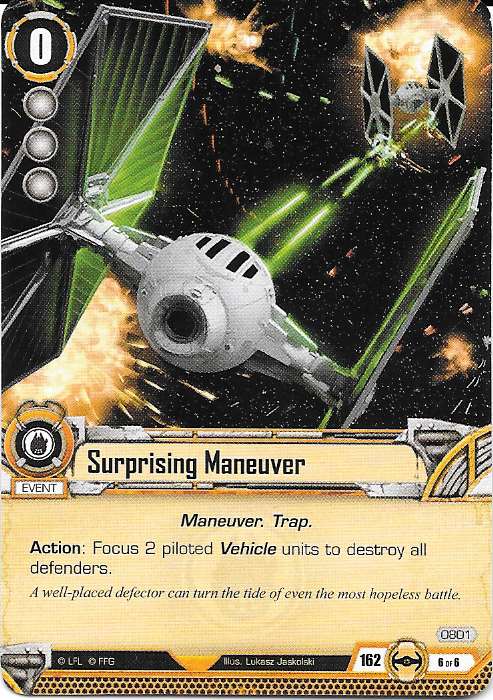 0
Surprising Maneuver
EVENT
Maneuver. Trap.
Action: Focus 2 piloted Vehicle units to destroy all
defenders.
A well-placed defector can turn the tide of even the most hopeless battle.
0801
© LFL © FFG
Illus. Lukasz Jaskolski
162
6 OF 6